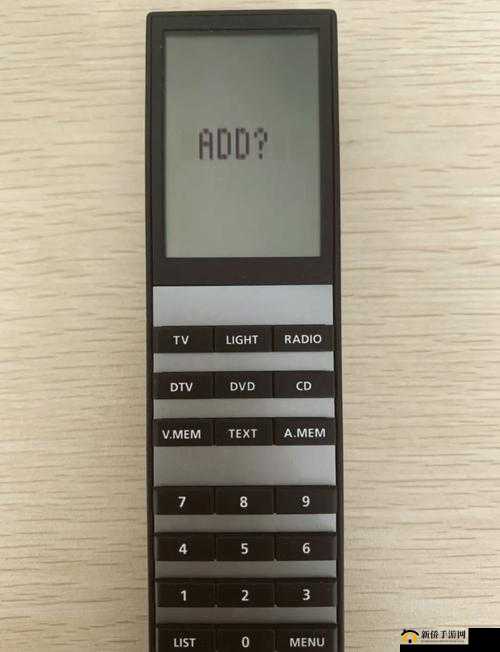 ADD?
TV LIGHT RADIO
DTV DVD CD
V.MEM TEXT A.MEM
7 8 9
4 5 6
1 2 3
LIST 0 MENU
新侨手游网